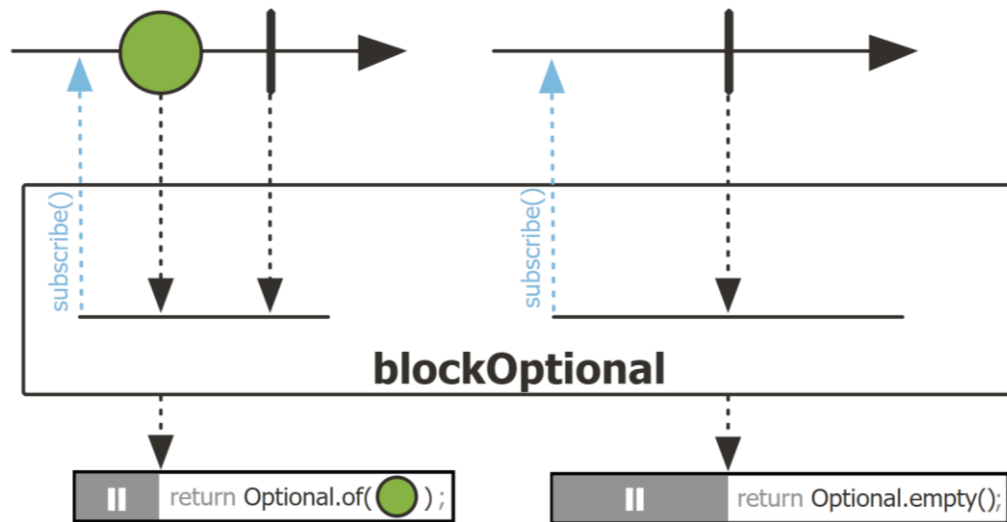 subscribe()
subscribe()
blockOptional
return Optional.of( );
return Optional.empty();